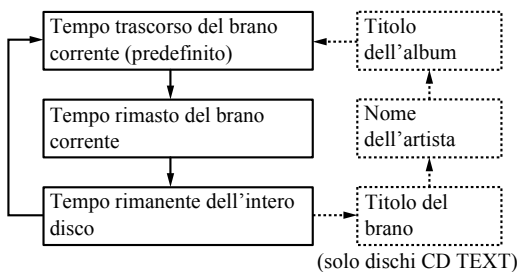 Tempo trascorso del brano
corrente (predefinito)
Tempo rimasto del brano
corrente
Tempo rimanente dell'intero
disco
Titolo
dell'album
Nome
dell'artista
Titolo del
brano
(solo dischi CD TEXT)